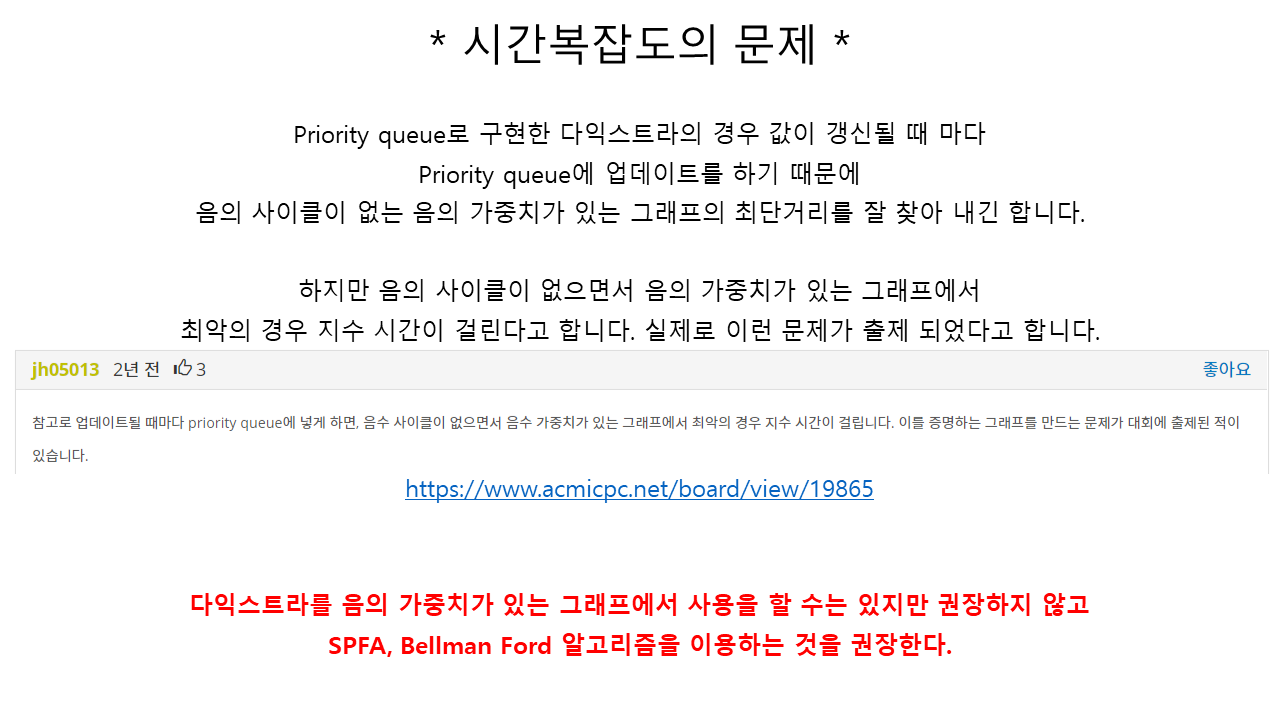 * 시간복잡도의 문제 *
Priority queue로 구현한 다익스트라의 경우 값이 갱신될 때 마다
Priority queue에 업데이트를 하기 때문에
음의 사이클이 없는 음의 가중치가 있는 그래프의 최단거리를 잘 찾아 내긴 합니다.
하지만 음의 사이클이 없으면서 음의 가중치가 있는 그래프에서
최악의 경우 지수 시간이 걸린다고 합니다. 실제로 이런 문제가 출제 되었다고 합니다.
jh05013 2년 전 3 좋아요
참고로 업데이트될 때마다 priority queue에 넣게 하면, 음수 사이클이 없으면서 음수 가중치가 있는 그래프에서 최악의 경우 지수 시간이 걸립니다. 이를 증명하는 그래프를 만드는 문제가 대회에 출제된 적이
있습니다.
https://www.acmicpc.net/board/view/19865
다익스트라를 음의 가중치가 있는 그래프에서 사용을 할 수는 있지만 권장하지 않고
SPFA, Bellman Ford 알고리즘을 이용하는 것을 권장한다.